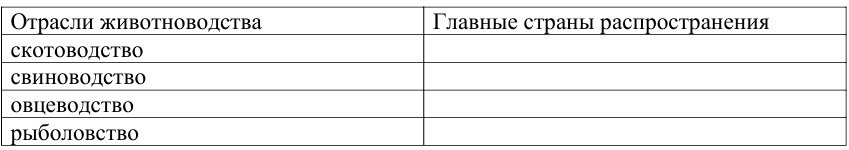 Отрасли животноводства Главные страны распространения
скотоводство
свиноводство
овцеводство
рыболовство